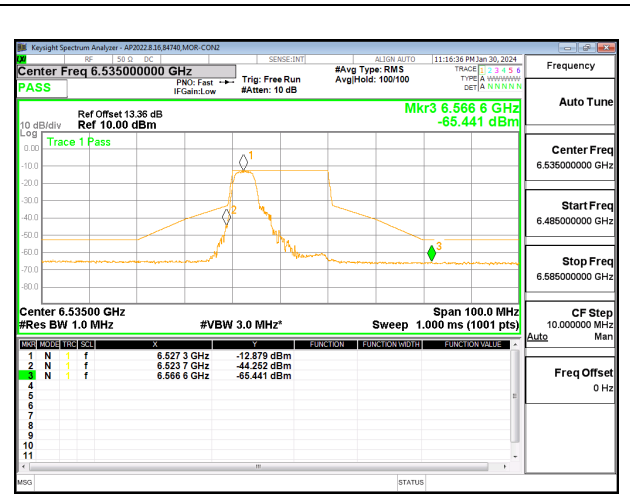 Keysight Spectrum Analyzer - AP2022.8.16,84740,MOR-CON2
LXI RF 50 Ω DC SENSE:INT ALIGN AUTO 11:16:36 PM Jan 30, 2024
Center Freq 6.535000000 GHz #Avg Type: RMS TRACE 1 2 3 4 5 6
PASS PNO: Fast Trig: Free Run Avg|Hold: 100/100 TYPE A WWWWW
IFGain:Low #Atten: 10 dB DET A N N N N N
Frequency
Auto Tune
Center Freq
6.535000000 GHz
Start Freq
6.485000000 GHz
Stop Freq
6.585000000 GHz
CF Step
10.000000 MHz
Auto Man
Freq Offset
0 Hz
Mkr3 6.566 6 GHz
-65.441 dBm
Ref Offset 13.36 dB
10 dB/div Ref 10.00 dBm
Log
Trace 1 Pass
0.00
-10.0
-20.0
-30.0
-40.0
-50.0
-60.0
-70.0
-80.0
1
2
3
Center 6.53500 GHz Span 100.0 MHz
#Res BW 1.0 MHz #VBW 3.0 MHz* Sweep 1.000 ms (1001 pts)
MKR MODE TRC SCL X Y FUNCTION FUNCTION WIDTH FUNCTION VALUE
1 N 1 f 6.527 3 GHz -12.879 dBm
2 N 1 f 6.523 7 GHz -44.252 dBm
3 N 1 f 6.566 6 GHz -65.441 dBm
4
5
6
7
8
9
10
11
MSG STATUS